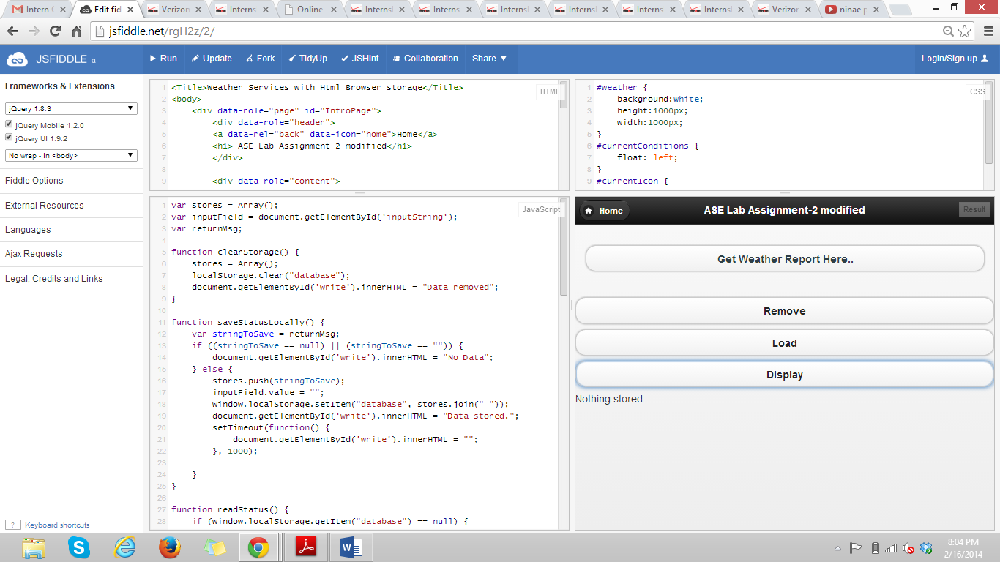 Intern
Edit fid
Verizon
Interns
Online
Internsl
Interns
Internsl
Internsl
Interns
Internsl
Verizon
ninae p
jsfiddle.net/rgH2z/2/
JSFIDDLE α
Run
Update
Fork
TidyUp
JSHint
Collaboration
Share
Login/Sign up
Frameworks & Extensions
jQuery 1.8.3
jQuery Mobile 1.2.0
jQuery UI 1.9.2
No wrap - in <body>
Fiddle Options
External Resources
Languages
Ajax Requests
Legal, Credits and Links
? Keyboard shortcuts
HTML
1 <Title>Weather Services with Html Browser storage</Title>
2 <body>
3 <div data-role="page" id="IntroPage">
4 <div data-role="header">
5 <a data-rel="back" data-icon="home">Home</a>
6 <h1> ASE Lab Assignment-2 modified</h1>
7 </div>
8
9 <div data-role="content">
CSS
1 #weather {
2 background:White;
3 height:1000px;
4 width:1000px;
5 }
6 #currentConditions {
7 float: left;
8 }
9 #currentIcon {
JavaScript
1 var stores = Array();
2 var inputField = document.getElementById('inputString');
3 var returnMsg;
4
5 function clearStorage() {
6 stores = Array();
7 localStorage.clear("database");
8 document.getElementById('write').innerHTML = "Data removed";
9 }
10
11 function saveStatusLocally() {
12 var stringToSave = returnMsg;
13 if ((stringToSave == null) || (stringToSave == "")) {
14 document.getElementById('write').innerHTML = "No Data";
15 } else {
16 stores.push(stringToSave);
17 inputField.value = "";
18 window.localStorage.setItem("database", stores.join(" "));
19 document.getElementById('write').innerHTML = "Data stored.";
20 setTimeout(function() {
21 document.getElementById('write').innerHTML = "";
22 }, 1000);
23
24 }
25 }
26
27 function readStatus() {
28 if (window.localStorage.getItem("database") == null) {
Home
ASE Lab Assignment-2 modified
Result
Get Weather Report Here..
Remove
Load
Display
Nothing stored
8:04 PM
2/16/2014